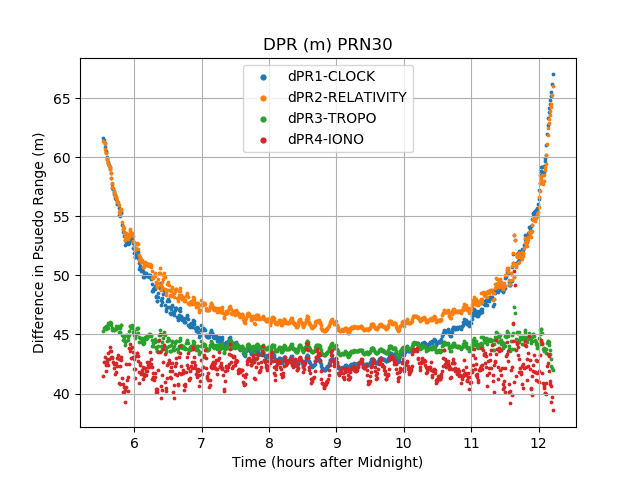 DPR (m) PRN30
dPR1-CLOCK
dPR2-RELATIVITY
dPR3-TROPO
dPR4-IONO
Difference in Psuedo Range (m)
65
60
55
50
45
40
6 7 8 9 10 11 12
Time (hours after Midnight)